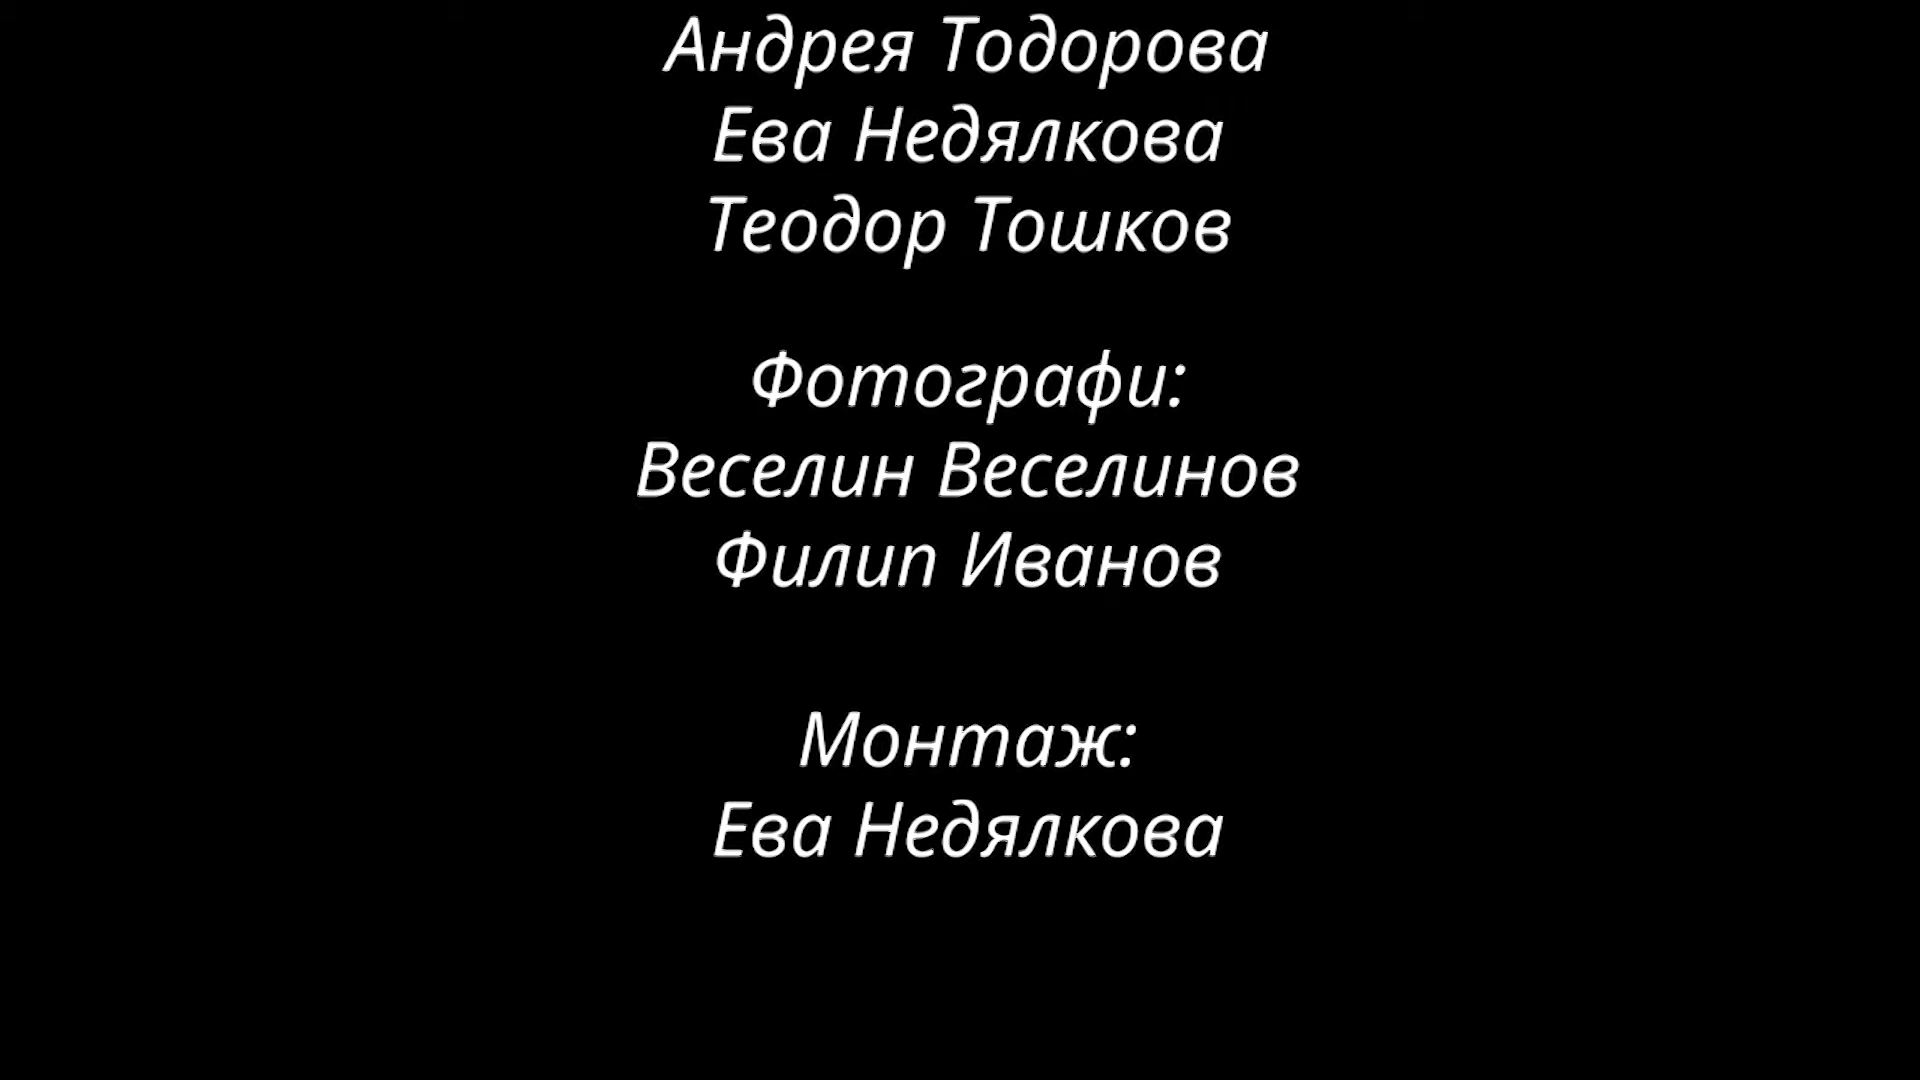 Андрея Тодорова
Ева Недялкова
Теодор Тошков
Фотографи:
Веселин Веселинов
Филип Иванов
Монтаж:
Ева Недялкова